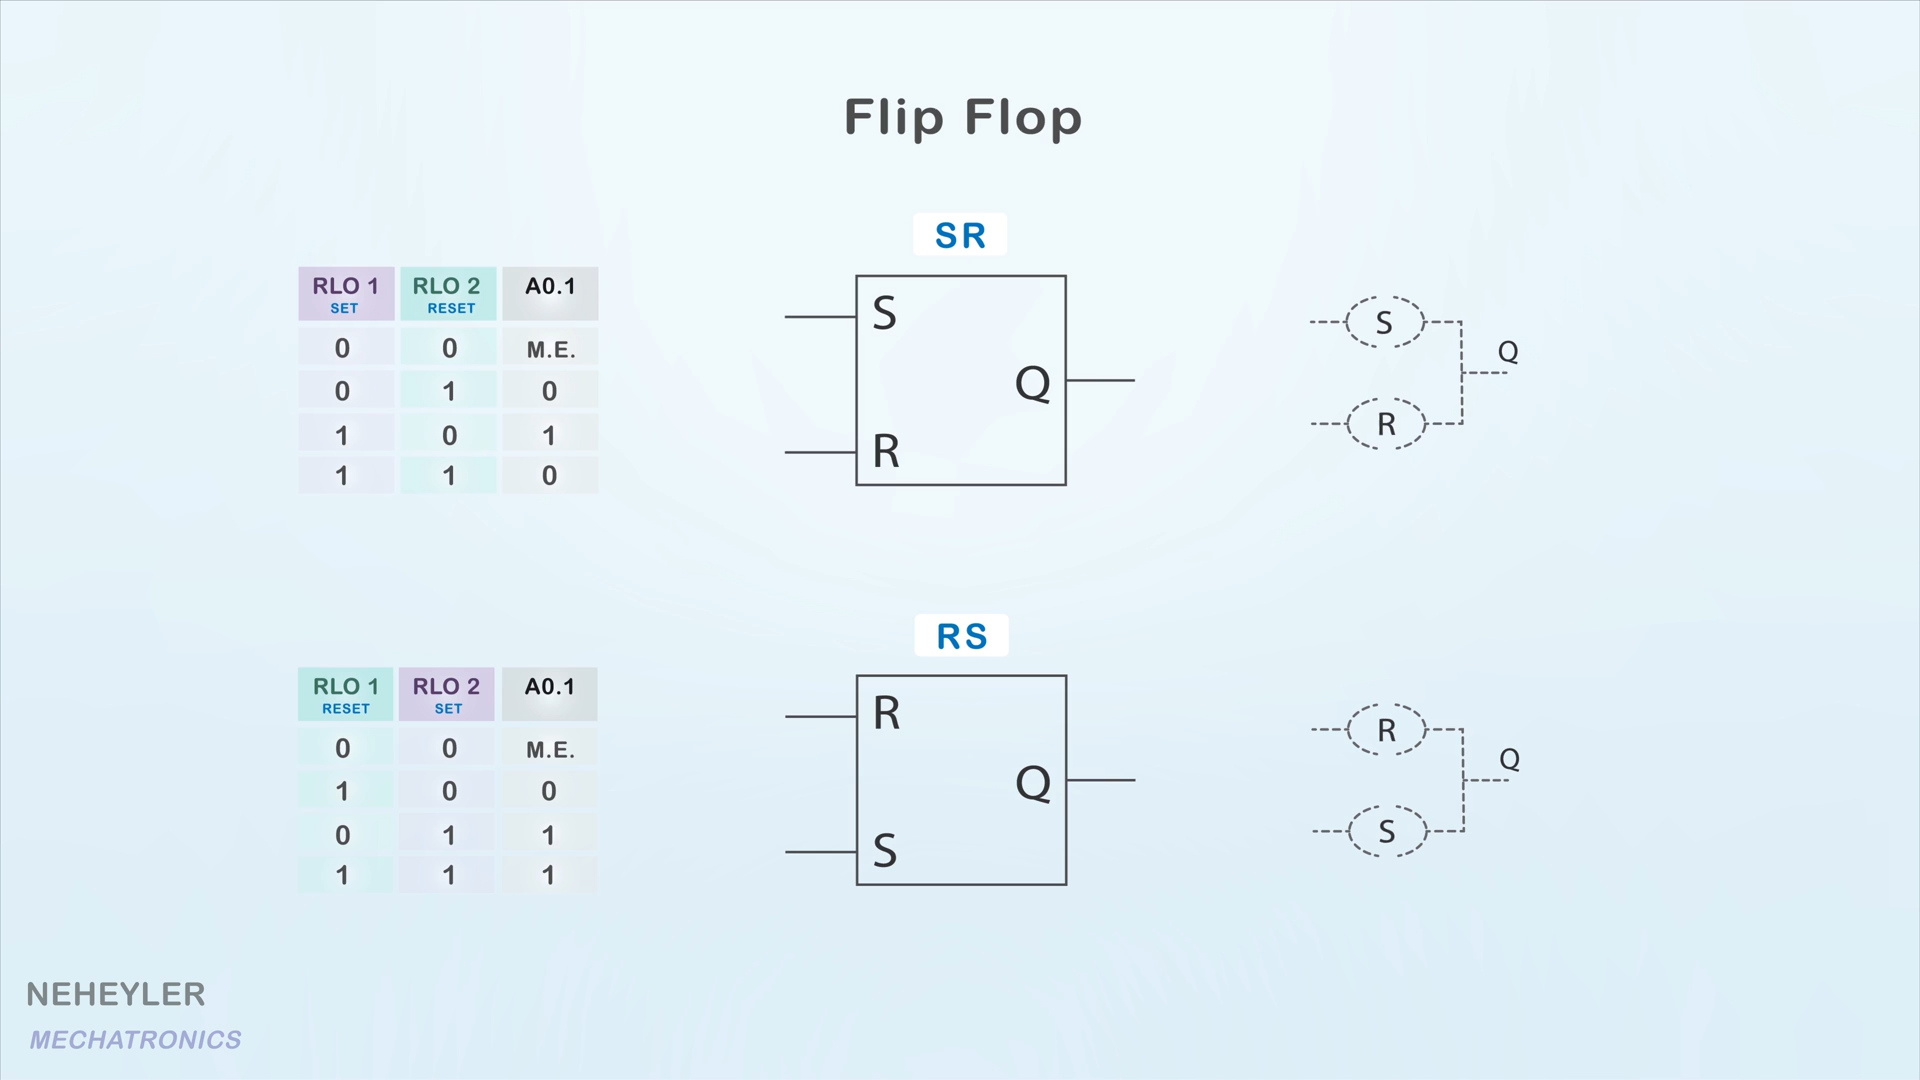 Flip Flop
SR
RLO 1 RLO 2 A0.1
SET RESET
0 0 M.E.
0 1 0
1 0 1
1 1 0
S
R
Q
S
R
Q
RS
RLO 1 RLO 2 A0.1
RESET SET
0 0 M.E.
1 0 0
0 1 1
1 1 1
R
S
Q
R
S
Q
NEHEYLER
MECHATRONICS